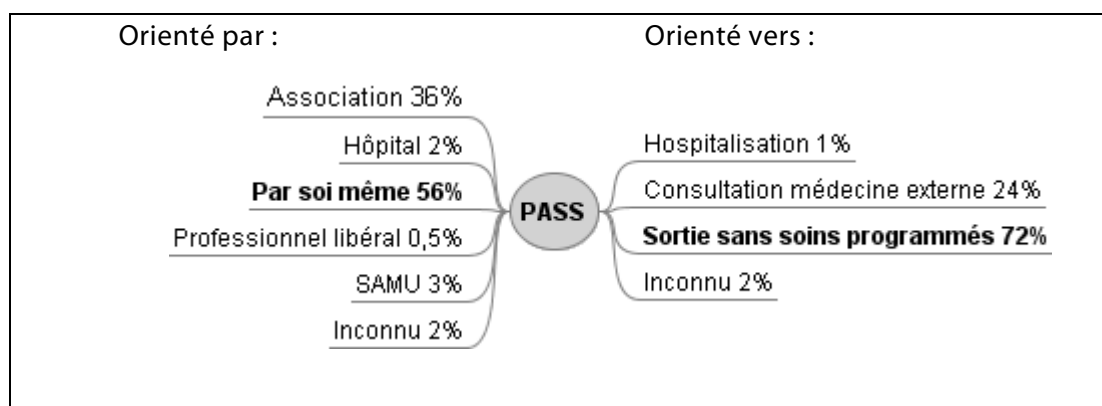 Orienté par :
Association 36%
Hôpital 2%
Par soi même 56%
Professionnel libéral 0,5%
SAMU 3%
Inconnu 2%
PASS
Orienté vers :
Hospitalisation 1%
Consultation médecine externe 24%
Sortie sans soins programmés 72%
Inconnu 2%